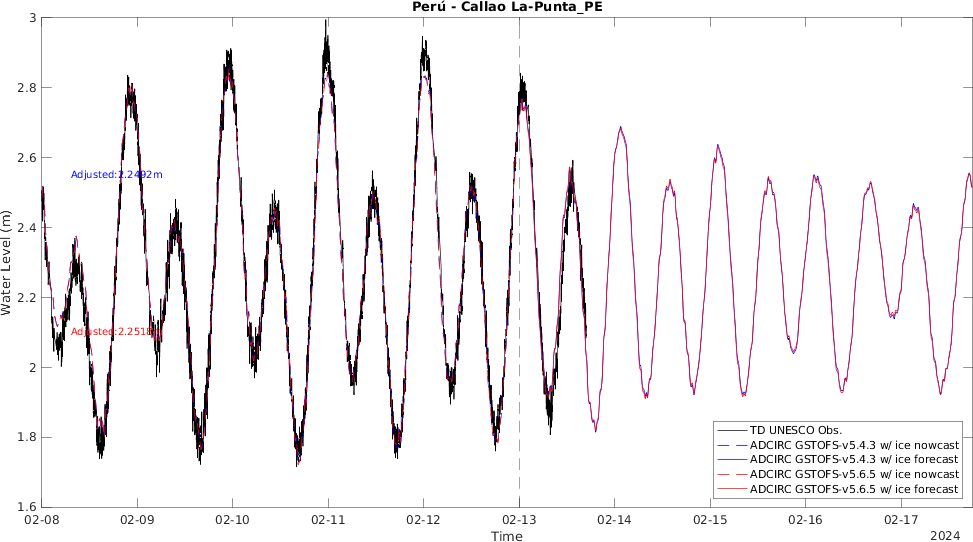 Perú - Callao La-Punta_PE
3
2.8
2.6
2.4
2.2
2
1.8
1.6
Water Level (m)
Adjusted:2.2492m
Adjusted:2.2518m
TD UNESCO Obs.
ADCIRC GSTOFS-v5.4.3 w/ ice nowcast
ADCIRC GSTOFS-v5.4.3 w/ ice forecast
ADCIRC GSTOFS-v5.6.5 w/ ice nowcast
ADCIRC GSTOFS-v5.6.5 w/ ice forecast
02-08 02-09 02-10 02-11 02-12 02-13 02-14 02-15 02-16 02-17
Time
2024